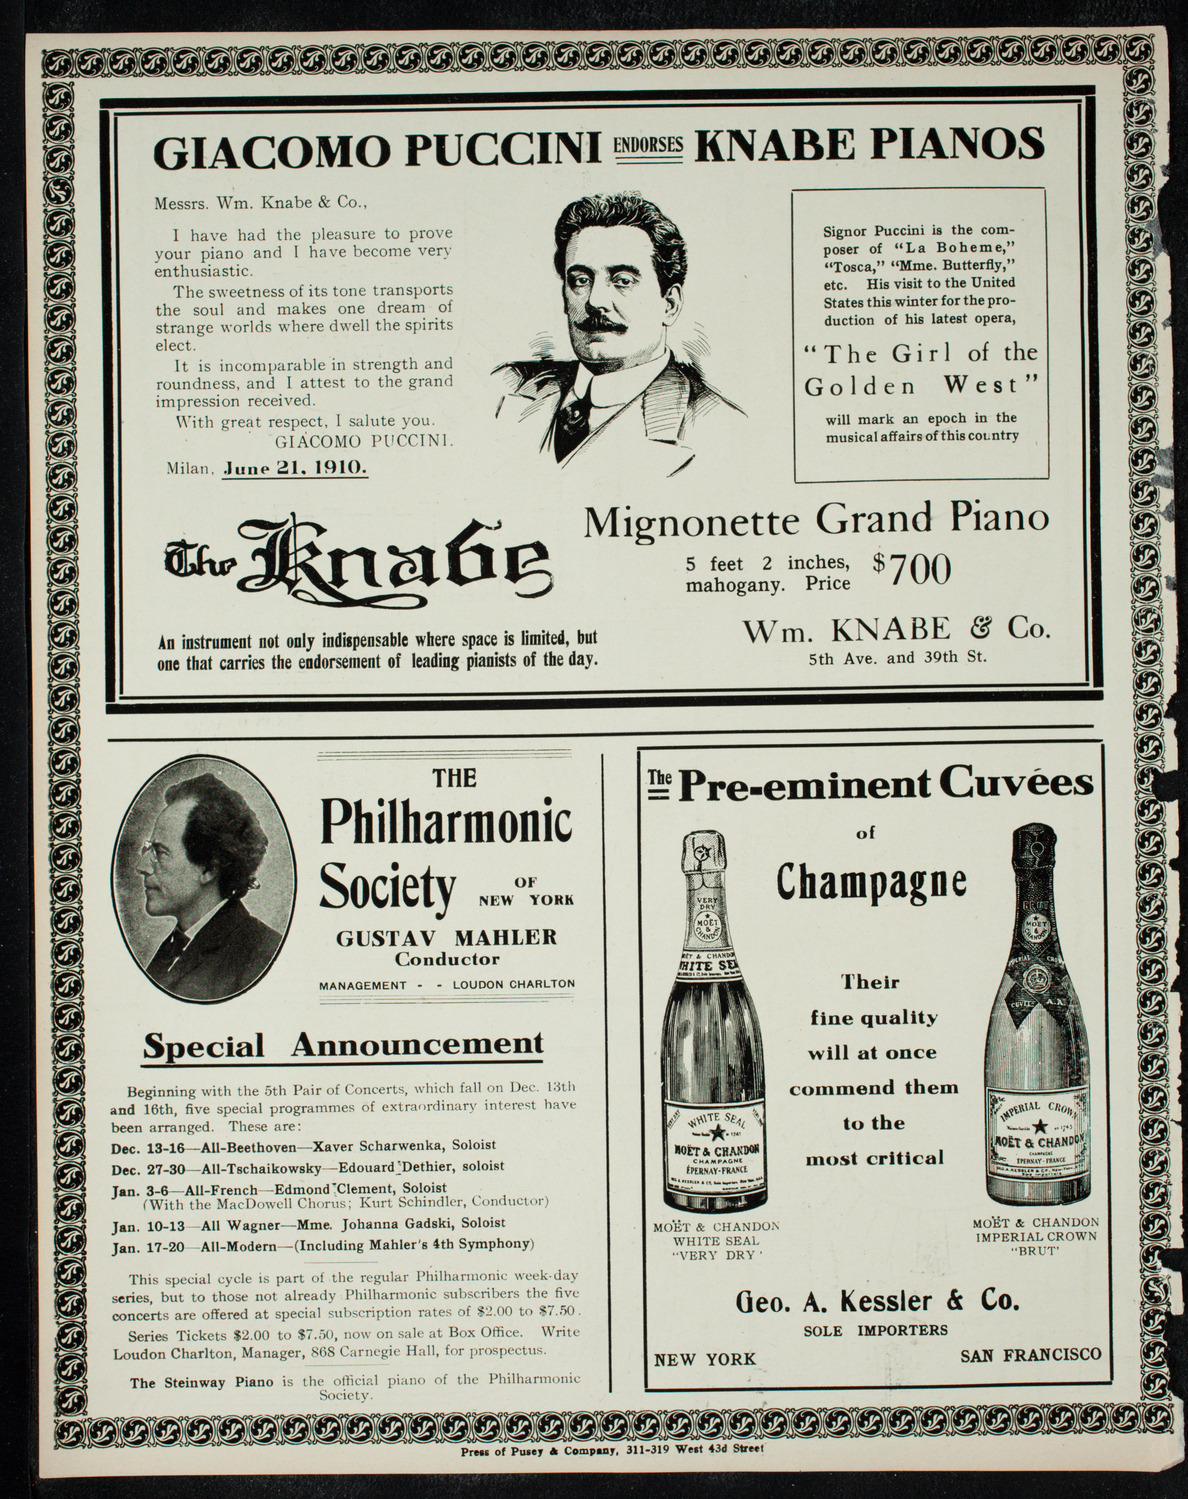 GIACOMO PUCCINI ENDORSES KNABE PIANOS
Messrs. Wm. Knabe & Co.,
I have had the pleasure to prove
your piano and I have become very
enthusiastic.
The sweetness of its tone transports
the soul and makes one dream of
strange worlds where dwell the spirits
elect.
It is incomparable in strength and
roundness, and I attest to the grand
impression received.
With great respect, I salute you.
GIACOMO PUCCINI.
Milan, June 21, 1910.
Signor Puccini is the com-
poser of "La Boheme,"
"Tosca," "Mme. Butterfly,"
etc. His visit to the United
States this winter for the pro-
duction of his latest opera,
"The Girl of the
Golden West"
will mark an epoch in the
musical affairs of this country
The Knabe
An instrument not only indispensable where space is limited, but
one that carries the endorsement of leading pianists of the day.
Mignonette Grand Piano
5 feet 2 inches,
mahogany. Price $700
Wm. KNABE & Co.
5th Ave. and 39th St.
THE
Philharmonic
Society OF
NEW YORK
GUSTAV MAHLER
Conductor
MANAGEMENT - - LOUDON CHARLTON
Special Announcement
Beginning with the 5th Pair of Concerts, which fall on Dec. 13th
and 16th, five special programmes of extraordinary interest have
been arranged. These are:
Dec. 13-16—All-Beethoven—Xaver Scharwenka, Soloist
Dec. 27-30—All-Tschaikowsky—Edouard Dethier, soloist
Jan. 3-6—All-French—Edmond Clement, Soloist
(With the MacDowell Chorus; Kurt Schindler, Conductor)
Jan. 10-13—All Wagner—Mme. Johanna Gadski, Soloist
Jan. 17-20—All-Modern—(Including Mahler's 4th Symphony)
This special cycle is part of the regular Philharmonic week-day
series, but to those not already Philharmonic subscribers the five
concerts are offered at special subscription rates of $2.00 to $7.50.
Series Tickets $2.00 to $7.50, now on sale at Box Office. Write
Loudon Charlton, Manager, 868 Carnegie Hall, for prospectus.
The Steinway Piano is the official piano of the Philharmonic
Society.
The Pre-eminent Cuvées
of
Champagne
Their
fine quality
will at once
commend them
to the
most critical
VERY
DRY
MOËT
&
CHANDON
MOËT & CHANDON
WHITE SEAL
WHITE SEAL
MOËT & CHANDON
CHAMPAGNE
ÉPERNAY-FRANCE
MOËT & CHANDON
WHITE SEAL
"VERY DRY"
BRUT
MOËT
&
CHANDON
IMPERIAL CROWN
CUVÉE
IMPERIAL CROWN
MOËT & CHANDON
CHAMPAGNE
ÉPERNAY-FRANCE
MOËT & CHANDON
IMPERIAL CROWN
"BRUT"
Geo. A. Kessler & Co.
SOLE IMPORTERS
NEW YORK SAN FRANCISCO
Press of Pusey & Company, 311-319 West 43d Street